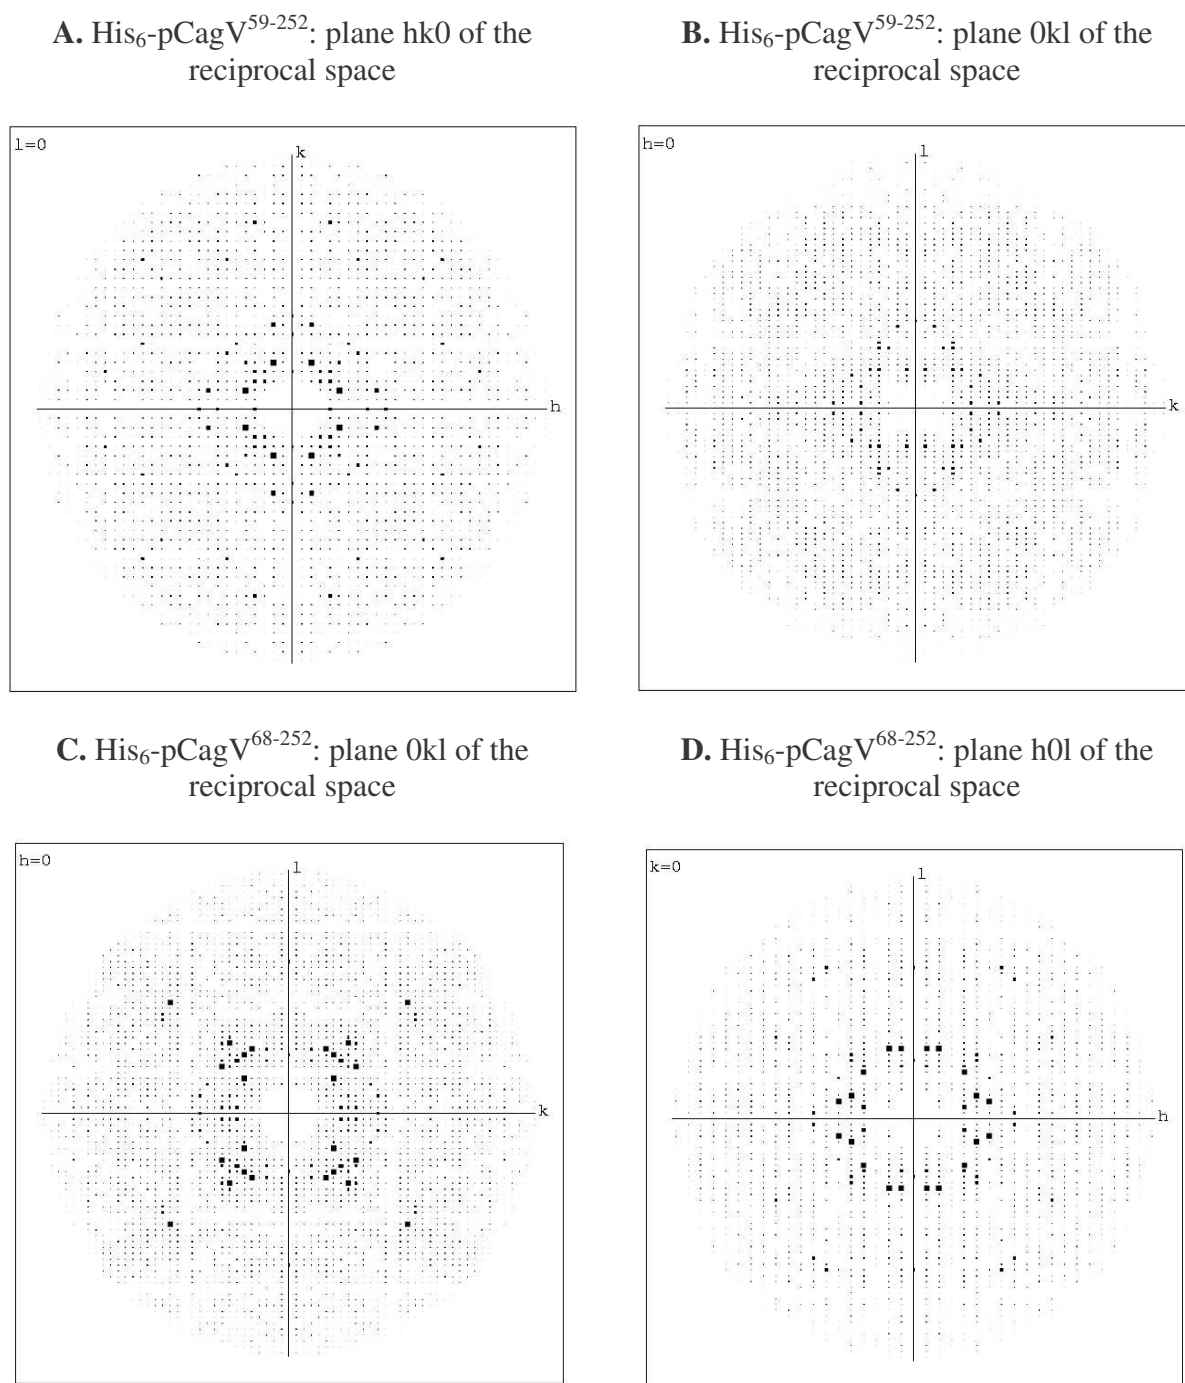 A. His₆-pCagV⁵⁹⁻²⁵²: plane hk0 of the
reciprocal space
B. His₆-pCagV⁵⁹⁻²⁵²: plane 0kl of the
reciprocal space
l=0
k
h
h=0
l
k
C. His₆-pCagV⁶⁸⁻²⁵²: plane 0kl of the
reciprocal space
D. His₆-pCagV⁶⁸⁻²⁵²: plane h0l of the
reciprocal space
h=0
l
k
k=0
l
h